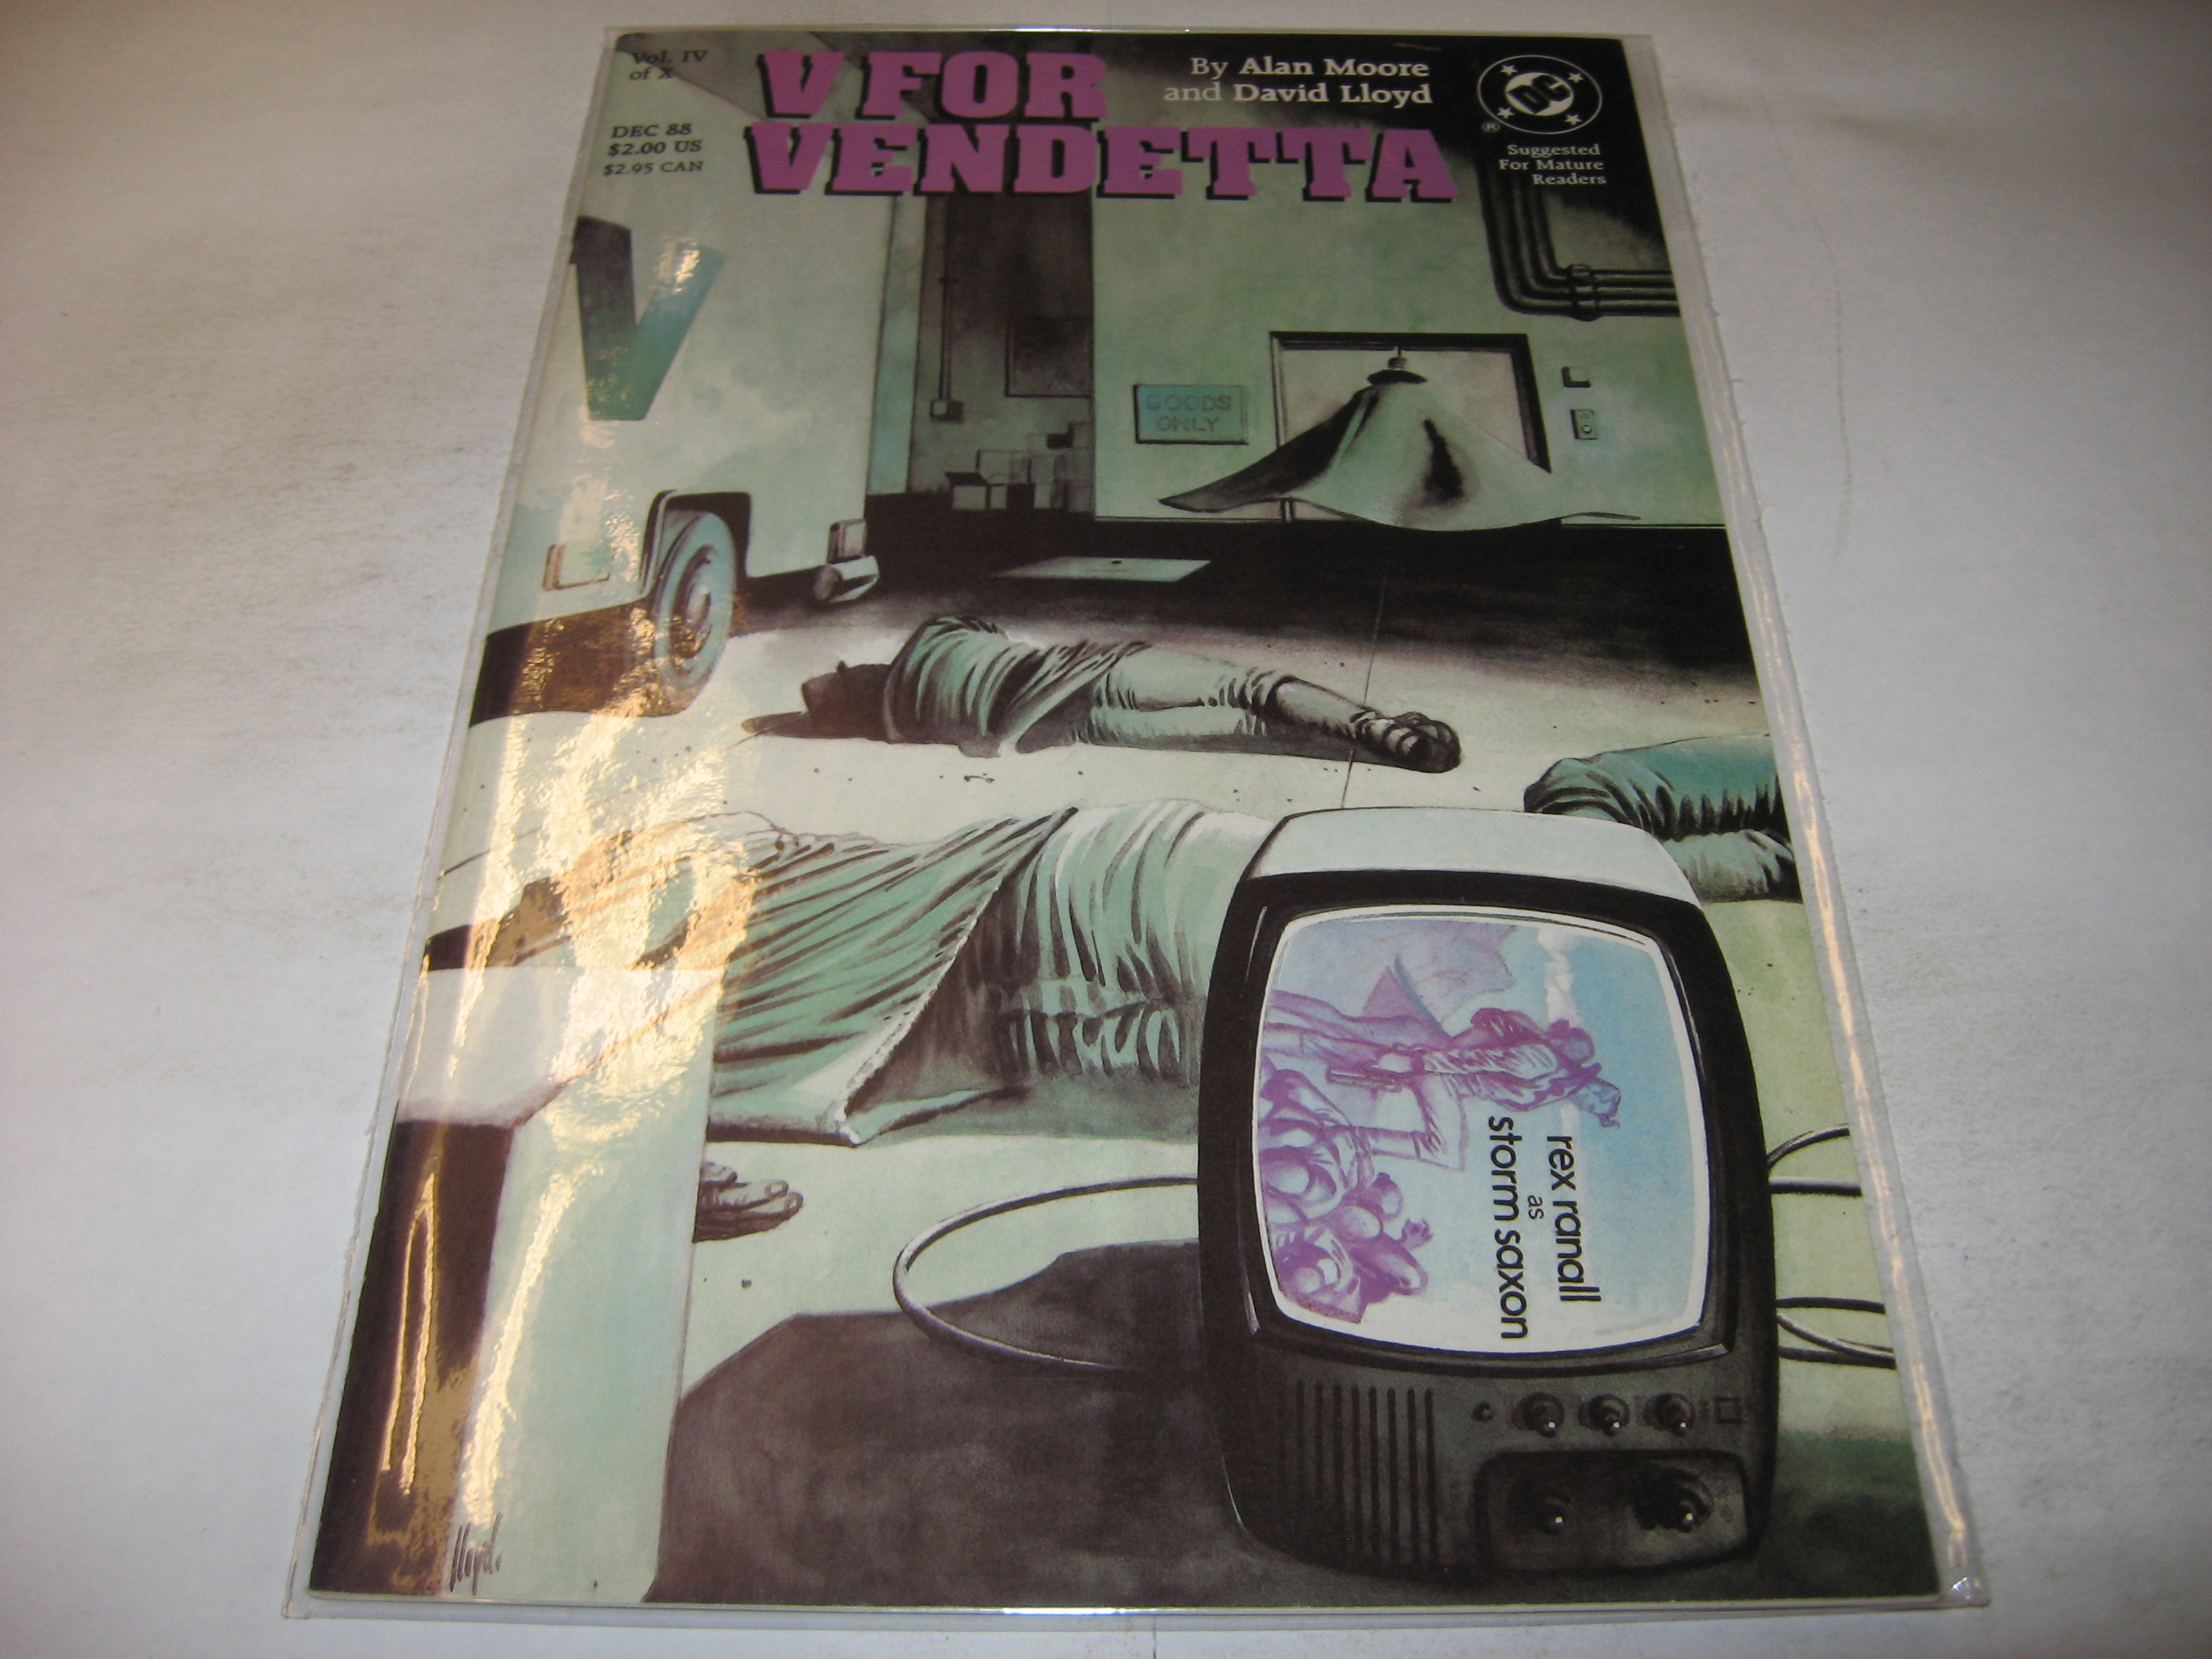 Vol. IV
of X
DEC 88
$2.00 US
$2.95 CAN
V FOR
VENDETTA
By Alan Moore
and David Lloyd
DC
®
Suggested
For Mature
Readers
V
GOODS
ONLY
rex ranall
as
storm saxon
lloyd.